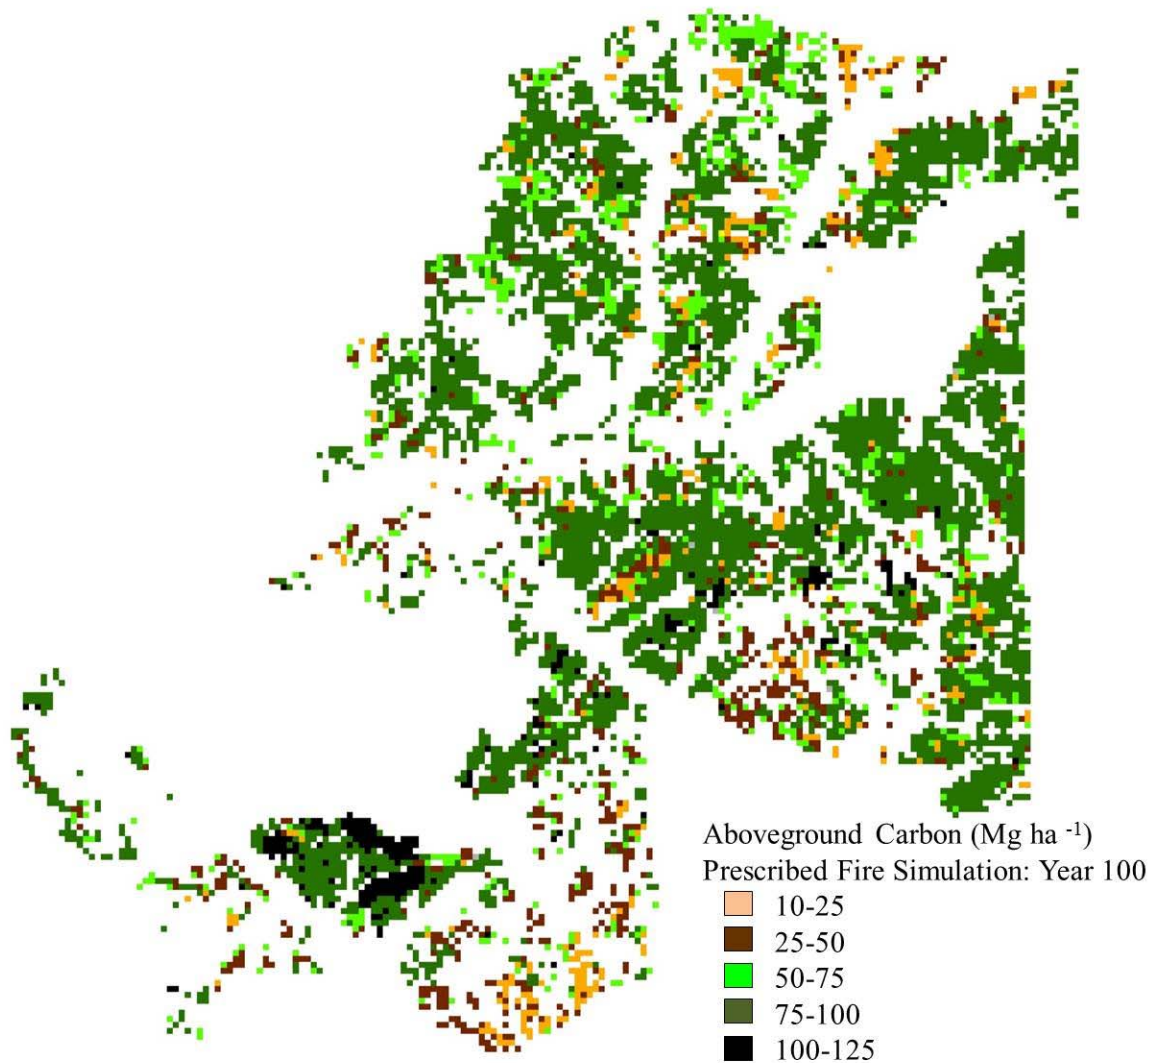 Aboveground Carbon (Mg ha -1)
Prescribed Fire Simulation: Year 100
10-25
25-50
50-75
75-100
100-125